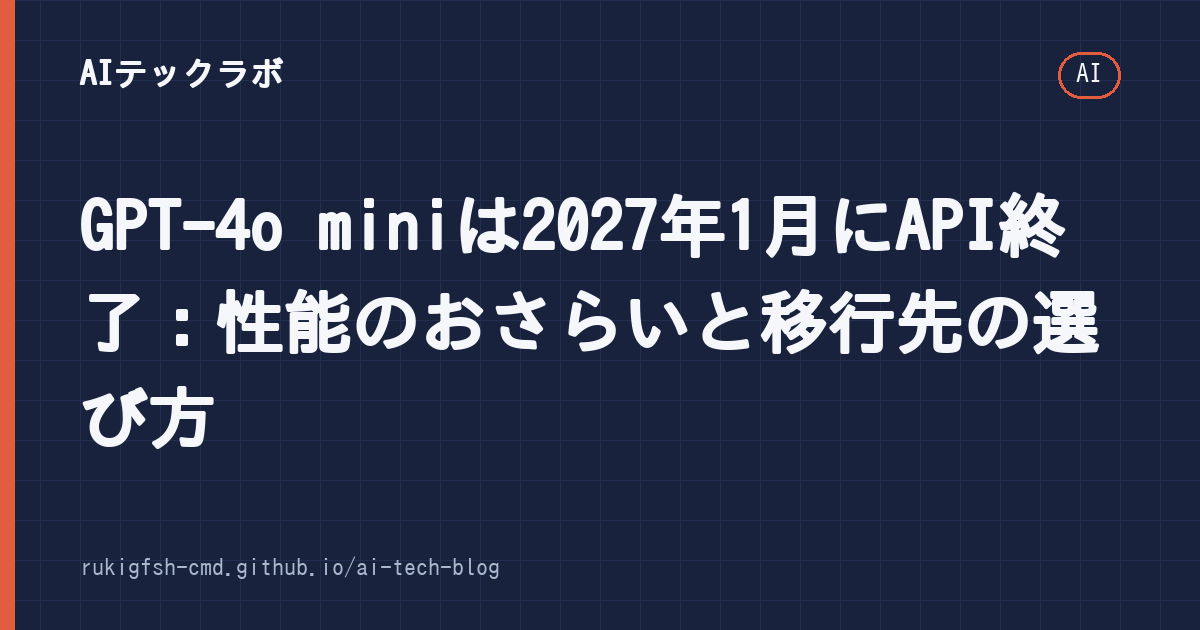 AIテックラボ
AI
GPT-4o miniは2027年1月にAPI終
了：性能のおさらいと移行先の選
び方
rukigfsh-cmd.github.io/ai-tech-blog